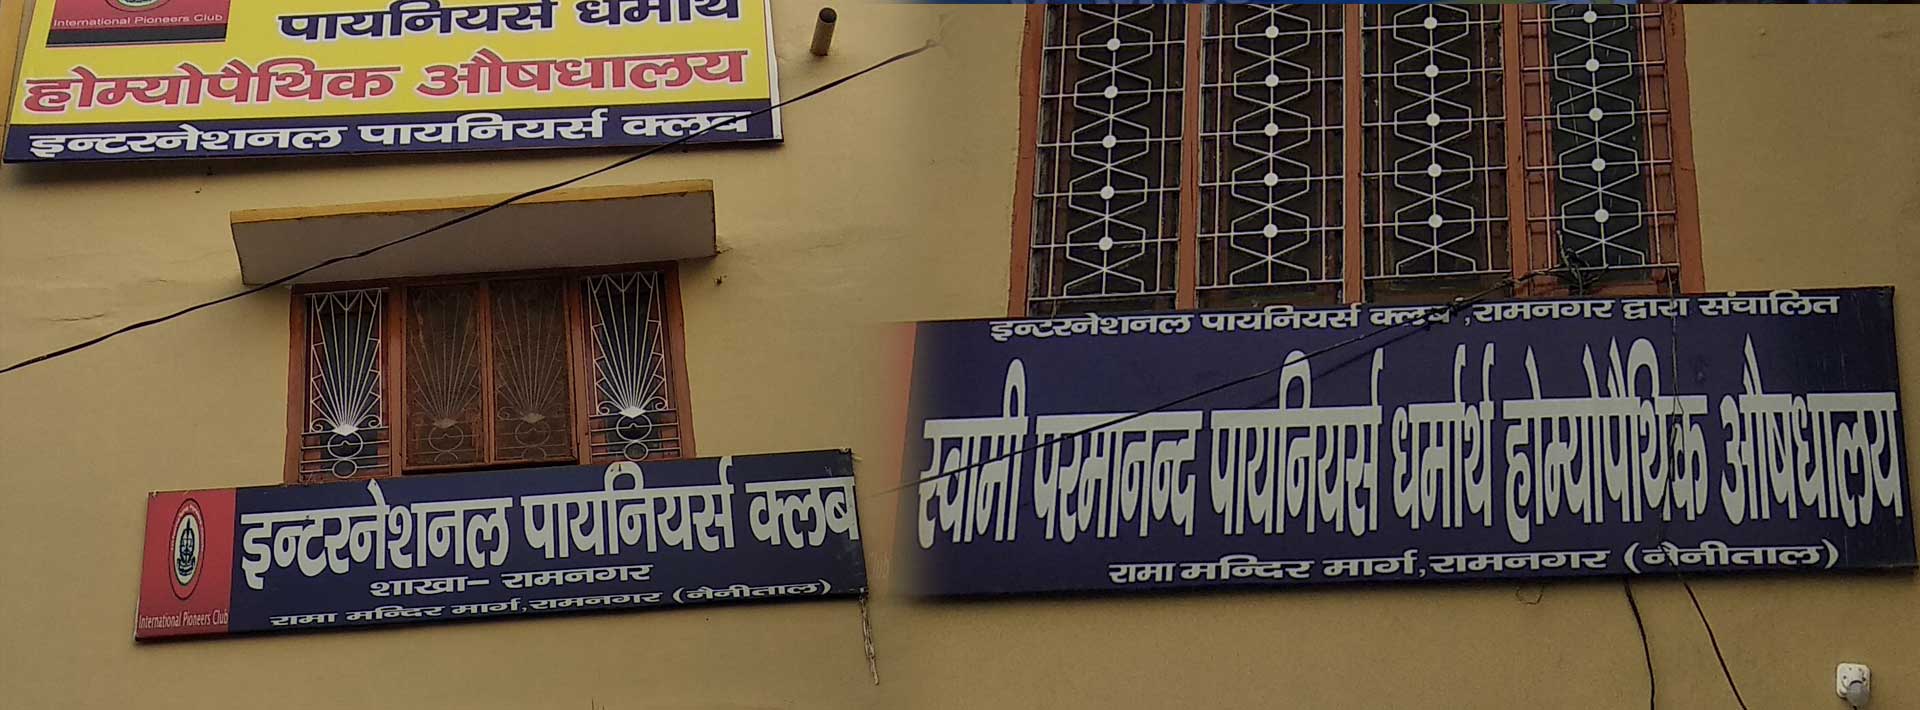 International Pioneers Club
पायनियर्स धर्मार्थ
होम्योपैथिक औषधालय
इन्टरनेशनल पायनियर्स क्लब
इन्टरनेशनल पायनियर्स क्लब
शाखा- रामनगर
रामा मन्दिर मार्ग,रामनगर (नैनीताल)
International Pioneers Club
इन्टरनेशनल पायनियर्स क्लब ,रामनगर द्वारा संचालित
स्वामी परमानन्द पायनियर्स धर्मार्थ होम्योपैथिक औषधालय
रामा मन्दिर मार्ग,रामनगर (नैनीताल)